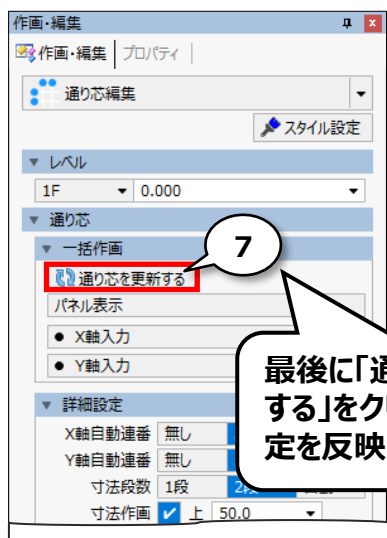 作画・編集
作画・編集 プロパティ
通り芯編集
スタイル設定
レベル
1F 0.000
通り芯
一括作画
7
通り芯を更新する
パネル表示
X軸入力
Y軸入力
最後に「通
する」をク
定を反映
詳細設定
X軸自動連番 無し
Y軸自動連番 無し
寸法段数 1段
寸法作画 上 50.0